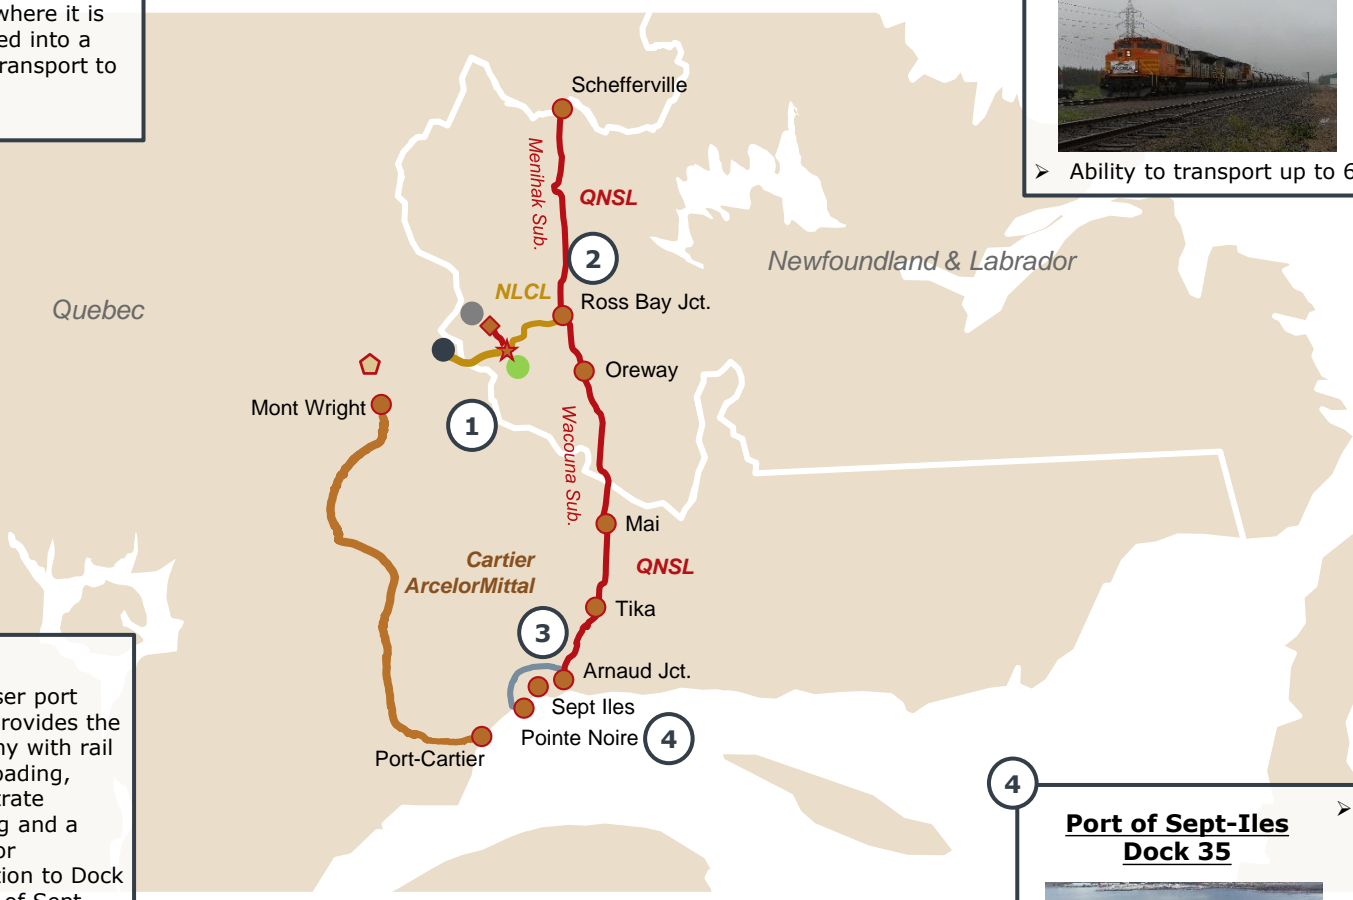 where it is
ed into a
ransport to
Ability to transport up to 6
Schefferville
Menihak Sub.
QNSL
2
Newfoundland & Labrador
NLCL
Ross Bay Jct.
Quebec
Oreway
Mont Wright
1
Wacouna Sub.
Mai
Cartier
ArcelorMittal
QNSL
Tika
3
Arnaud Jct.
Sept Iles
Pointe Noire
4
Port-Cartier
ser port
rovides the
ny with rail
oading,
rate
g and a
or
tion to Dock
of Sept
4
Port of Sept-Iles
Dock 35